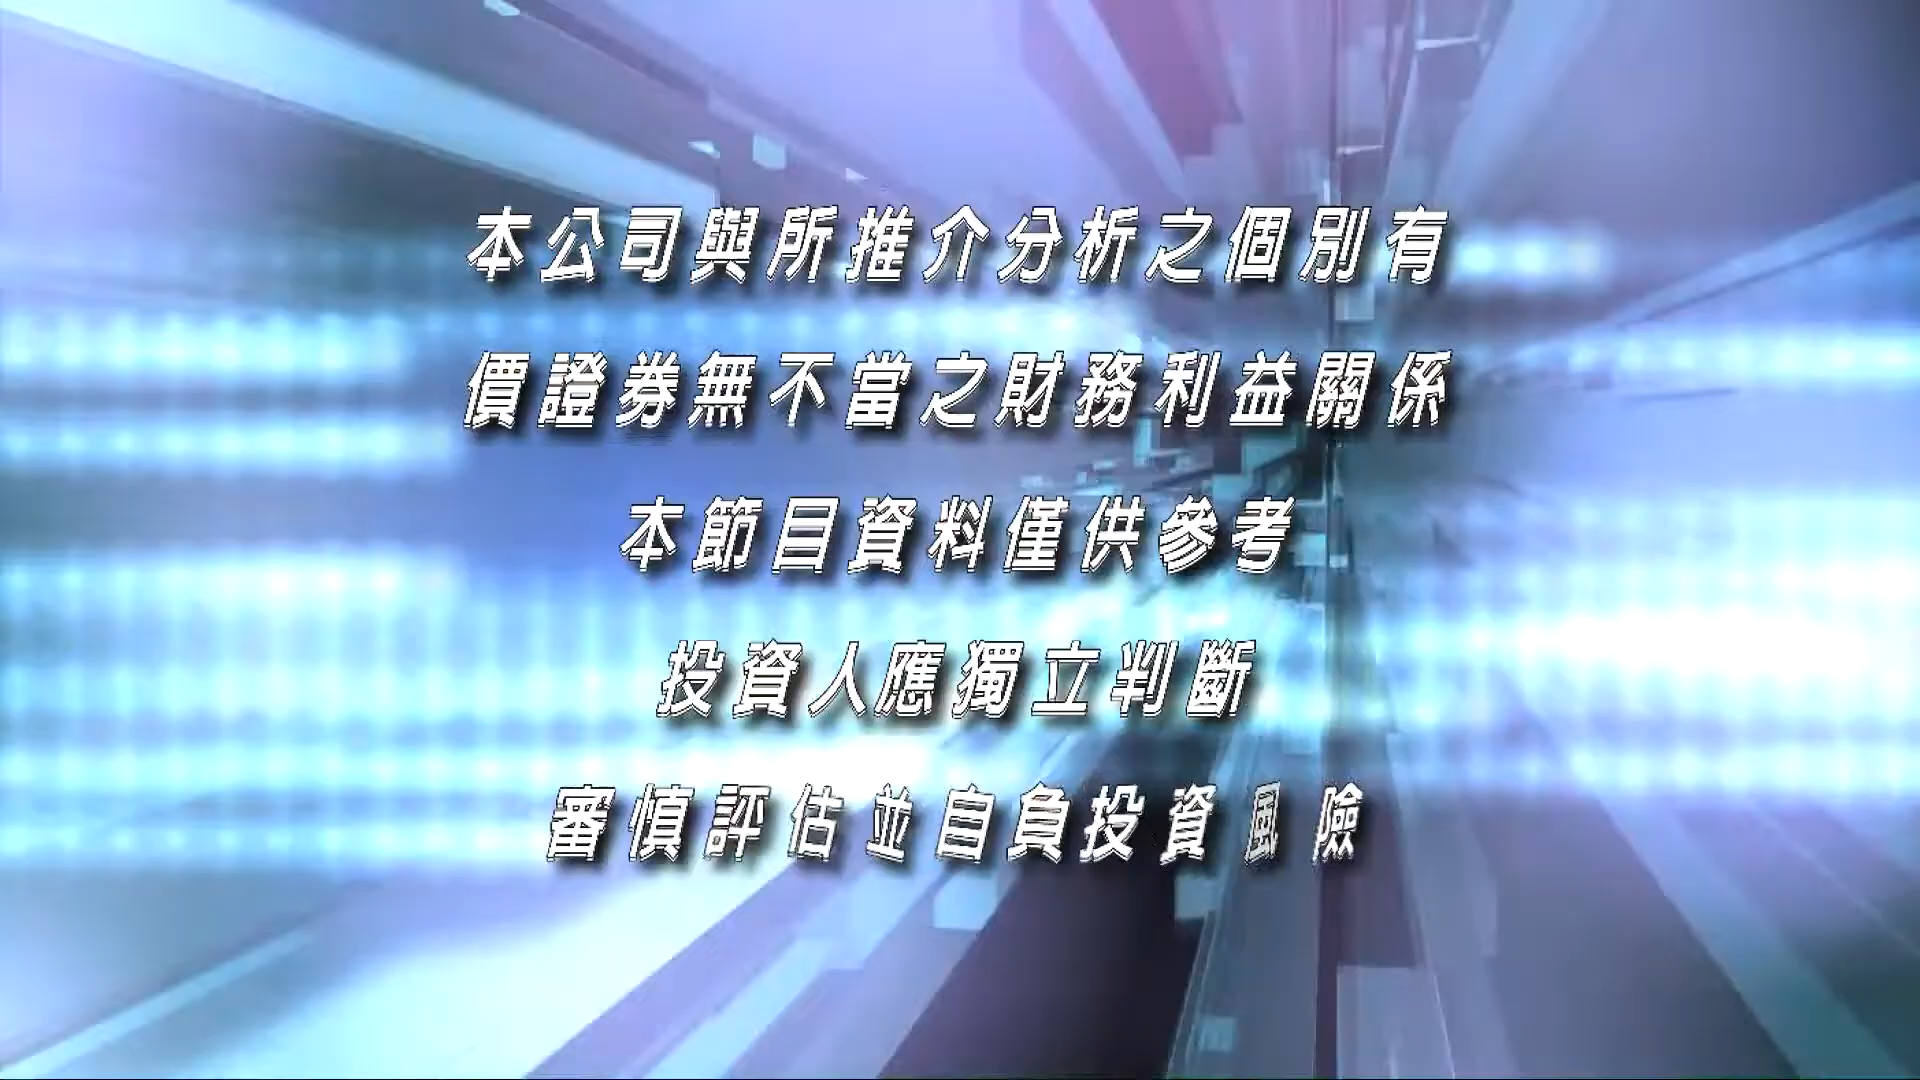 本公司與所推介分析之個別有
價證券無不當之財務利益關係
本節目資料僅供參考
投資人應獨立判斷
審慎評估並自負投資風險